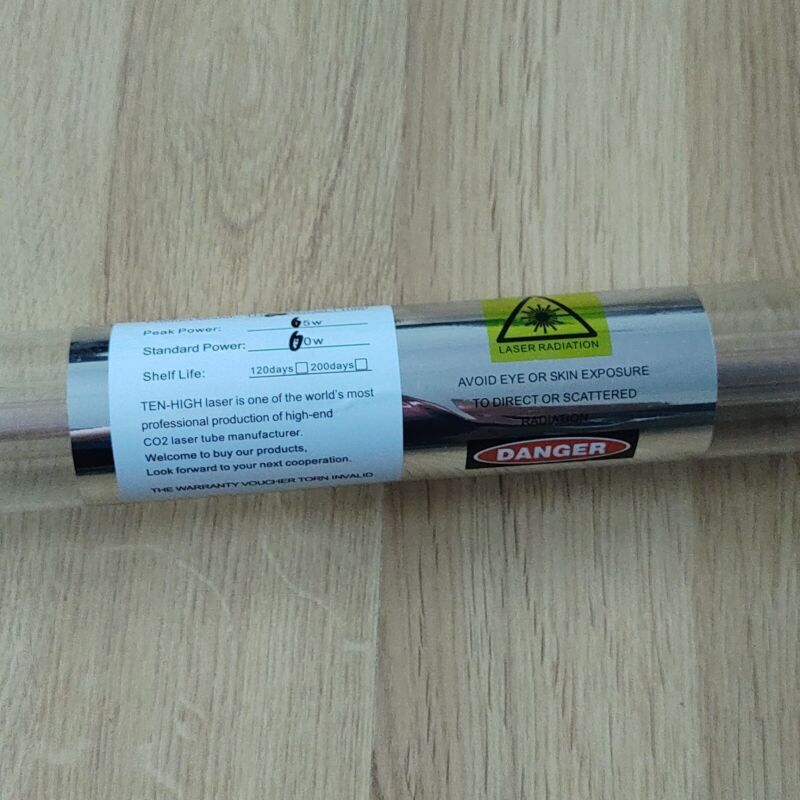 Peak Power: 65w
Standard Power: 60w
Shelf Life: 120days 200days
TEN-HIGH laser is one of the world's most
professional production of high-end
CO2 laser tube manufacturer.
Welcome to buy our products,
Look forward to your next cooperation.
THE WARRANTY VOUCHER TORN INVALID
LASER RADIATION
AVOID EYE OR SKIN EXPOSURE
TO DIRECT OR SCATTERED
RADIATION
DANGER